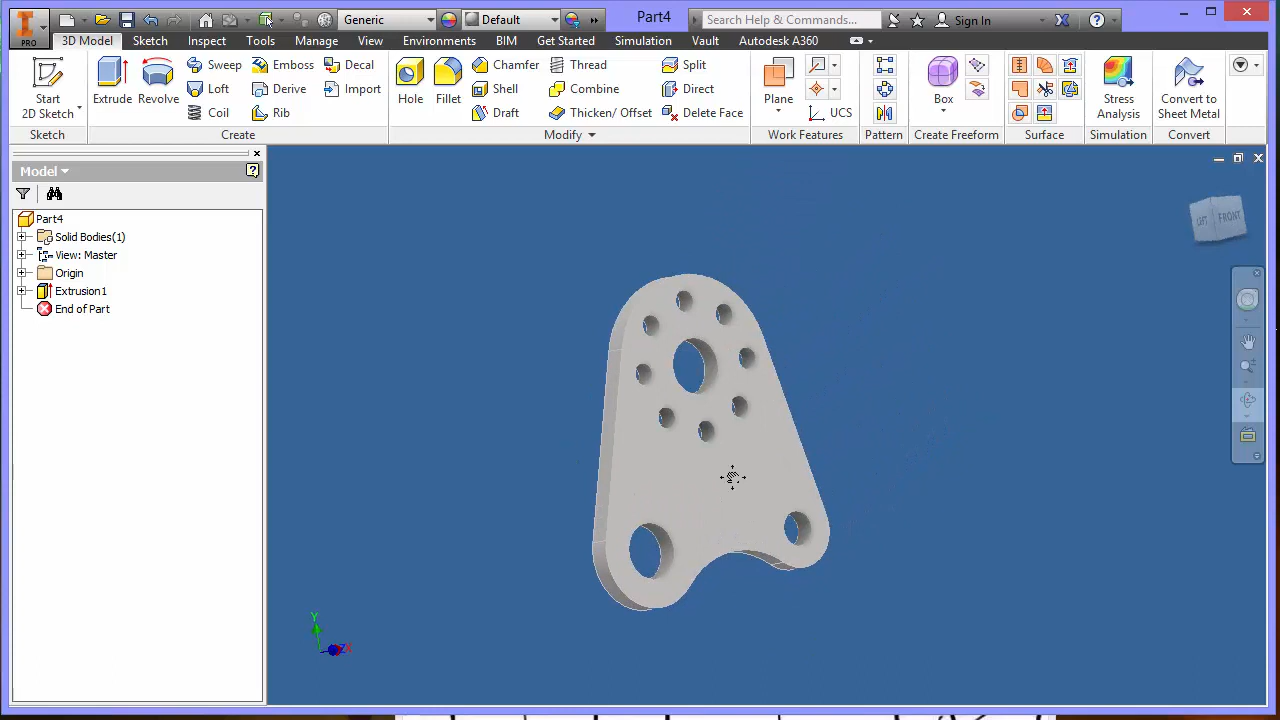 Generic
Default
Part4
Search Help & Commands...
Sign In
PRO
3D Model Sketch Inspect Tools Manage View Environments BIM Get Started Simulation Vault Autodesk A360
Start
2D Sketch
Extrude
Revolve
Sweep
Loft
Coil
Emboss
Derive
Rib
Decal
Import
Hole
Fillet
Chamfer
Shell
Draft
Thread
Combine
Thicken/ Offset
Split
Direct
Delete Face
Plane
UCS
Box
Stress
Analysis
Convert to
Sheet Metal
Sketch Create Modify Work Features Pattern Create Freeform Surface Simulation Convert
Model
Part4
Solid Bodies(1)
View: Master
Origin
Extrusion1
End of Part
FRONT
Y
X